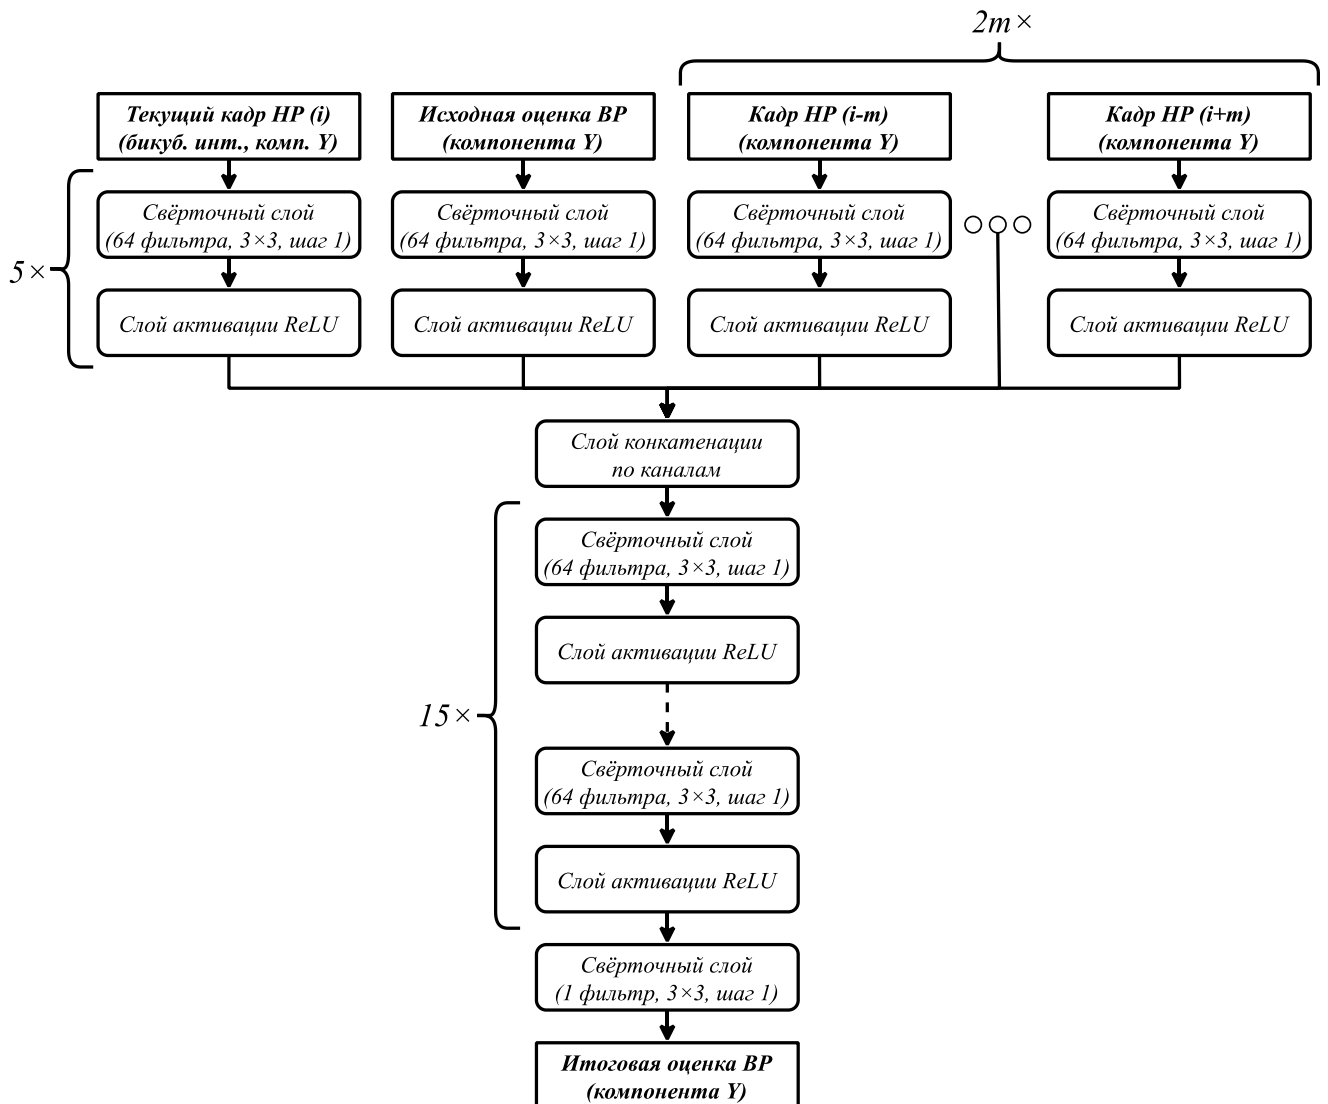 2m×
Текущий кадр НР (i)
(бикуб. инт., комп. Y)
Исходная оценка ВР
(компонента Y)
Кадр НР (i-m)
(компонента Y)
Кадр НР (i+m)
(компонента Y)
5×
Свёрточный слой
(64 фильтра, 3×3, шаг 1)
Свёрточный слой
(64 фильтра, 3×3, шаг 1)
Свёрточный слой
(64 фильтра, 3×3, шаг 1)
Свёрточный слой
(64 фильтра, 3×3, шаг 1)
Слой активации ReLU
Слой активации ReLU
Слой активации ReLU
Слой активации ReLU
Слой конкатенации
по каналам
15×
Свёрточный слой
(64 фильтра, 3×3, шаг 1)
Слой активации ReLU
Свёрточный слой
(64 фильтра, 3×3, шаг 1)
Слой активации ReLU
Свёрточный слой
(1 фильтр, 3×3, шаг 1)
Итоговая оценка ВР
(компонента Y)